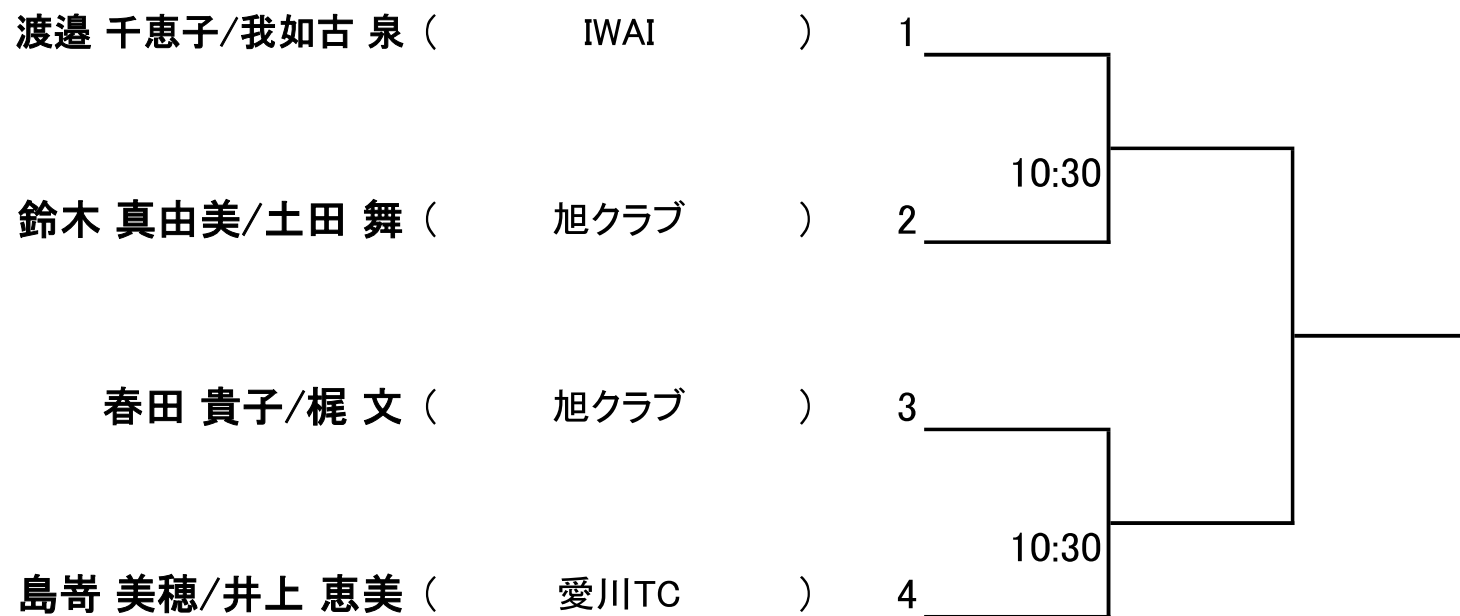 渡邉 千恵子/我如古 泉 ( IWAI ) 1
10:30
鈴木 真由美/土田 舞 ( 旭クラブ ) 2
春田 貴子/梶 文 ( 旭クラブ ) 3
10:30
島嵜 美穂/井上 恵美 ( 愛川TC ) 4